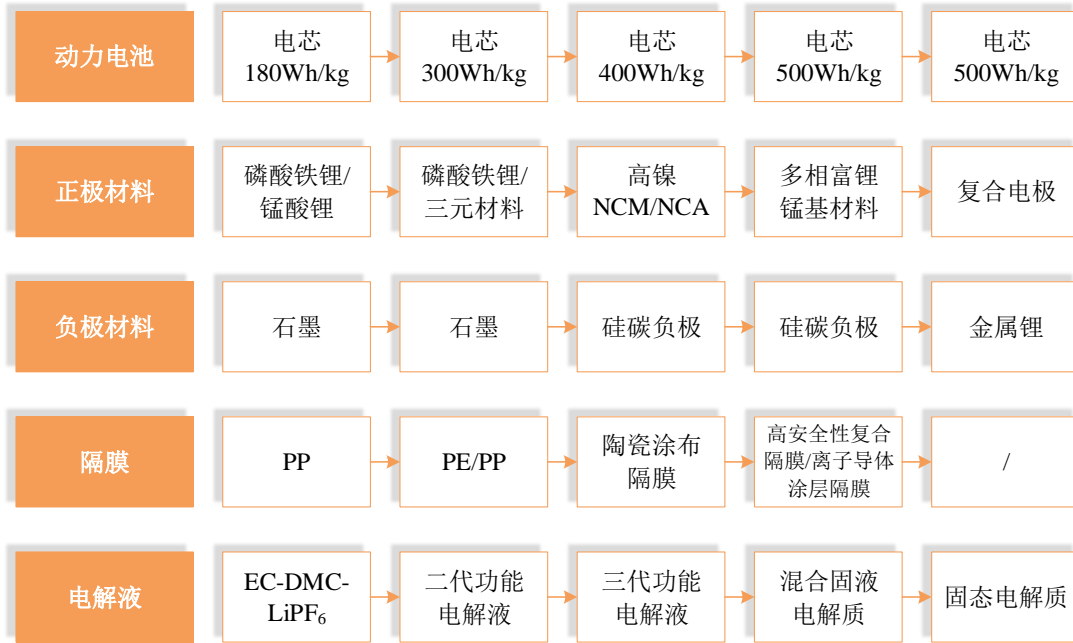 动力电池
电芯
180Wh/kg
电芯
300Wh/kg
电芯
400Wh/kg
电芯
500Wh/kg
电芯
500Wh/kg
正极材料
磷酸铁锂/
锰酸锂
磷酸铁锂/
三元材料
高镍
NCM/NCA
多相富锂
锰基材料
复合电极
负极材料
石墨
石墨
硅碳负极
硅碳负极
金属锂
隔膜
PP
PE/PP
陶瓷涂布
隔膜
高安全性复合
隔膜/离子导体
涂层隔膜
/
电解液
EC-DMC-
LiPF₆
二代功能
电解液
三代功能
电解液
混合固液
电解质
固态电解质